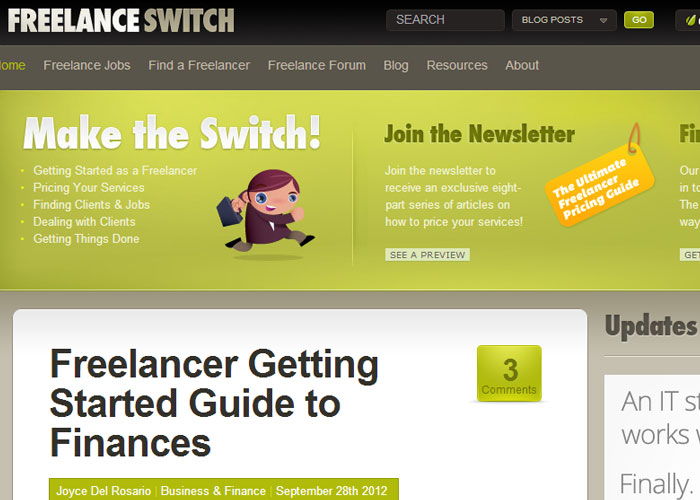 FREELANCE SWITCH
SEARCH
BLOG POSTS
GO
Freelance Jobs
Find a Freelancer
Freelance Forum
Blog
Resources
About
Make the Switch!
Getting Started as a Freelancer
Pricing Your Services
Finding Clients & Jobs
Dealing with Clients
Getting Things Done
Join the Newsletter
Join the newsletter to
receive an exclusive eight-
part series of articles on
how to price your services!
SEE A PREVIEW
The Ultimate
Freelancer
Pricing Guide
Our
in to
The
way
Freelancer Getting
Started Guide to
Finances
3
Comments
Joyce Del Rosario | Business & Finance | September 28th 2012
Updates
An IT
works
Finally.